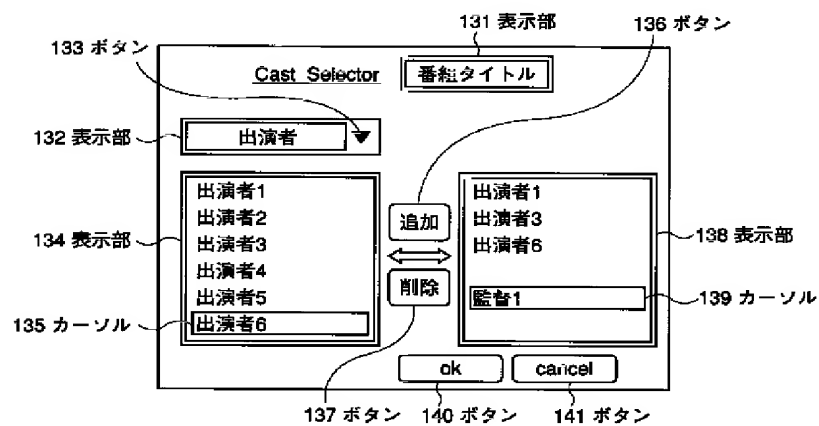 131 表示部
136 ボタン
133 ボタン
Cast Selector
番組タイトル
132 表示部
出演者
134 表示部
出演者1
出演者2
出演者3
出演者4
出演者5
出演者6
135 カーソル
追加
削除
出演者1
出演者3
出演者6
監督1
138 表示部
139 カーソル
ok
cancel
137 ボタン
140 ボタン
141 ボタン